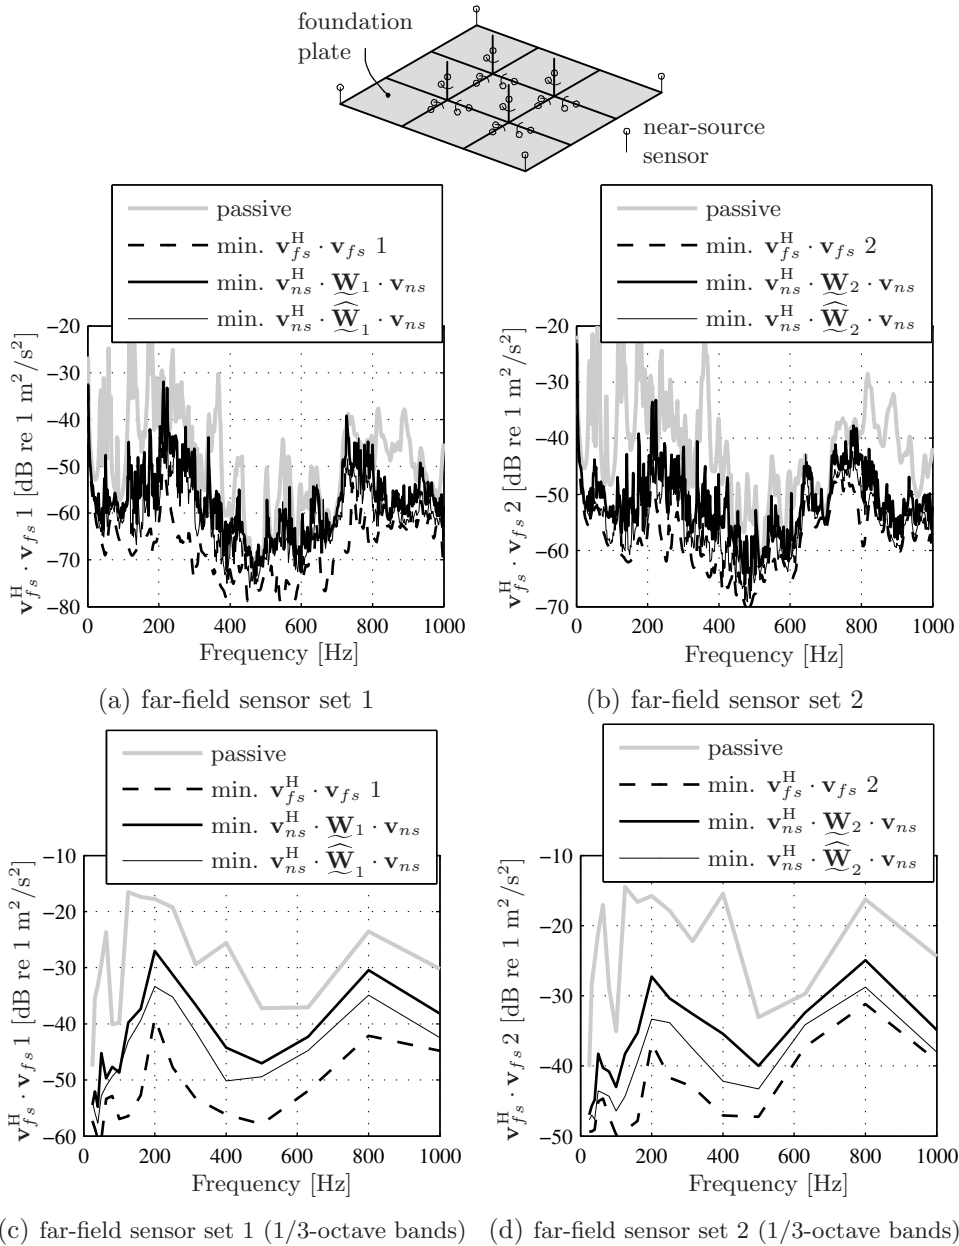 foundation
plate
near-source
sensor
passive
min. v_fs^H · v_fs 1
min. v_ns^H · W̰_1 · v_ns
min. v_ns^H · Ŵ̰_1 · v_ns
v_fs^H · v_fs 1 [dB re 1 m²/s²]
−20
−30
−40
−50
−60
−70
−80
0 200 400 600 800 1000
Frequency [Hz]
(a) far-field sensor set 1
passive
min. v_fs^H · v_fs 2
min. v_ns^H · W̰_2 · v_ns
min. v_ns^H · Ŵ̰_2 · v_ns
v_fs^H · v_fs 2 [dB re 1 m²/s²]
−20
−30
−40
−50
−60
−70
0 200 400 600 800 1000
Frequency [Hz]
(b) far-field sensor set 2
passive
min. v_fs^H · v_fs 1
min. v_ns^H · W̰_1 · v_ns
min. v_ns^H · Ŵ̰_1 · v_ns
v_fs^H · v_fs 1 [dB re 1 m²/s²]
−10
−20
−30
−40
−50
−60
0 200 400 600 800 1000
Frequency [Hz]
(c) far-field sensor set 1 (1/3-octave bands)
passive
min. v_fs^H · v_fs 2
min. v_ns^H · W̰_2 · v_ns
min. v_ns^H · Ŵ̰_2 · v_ns
v_fs^H · v_fs 2 [dB re 1 m²/s²]
−10
−20
−30
−40
−50
0 200 400 600 800 1000
Frequency [Hz]
(d) far-field sensor set 2 (1/3-octave bands)